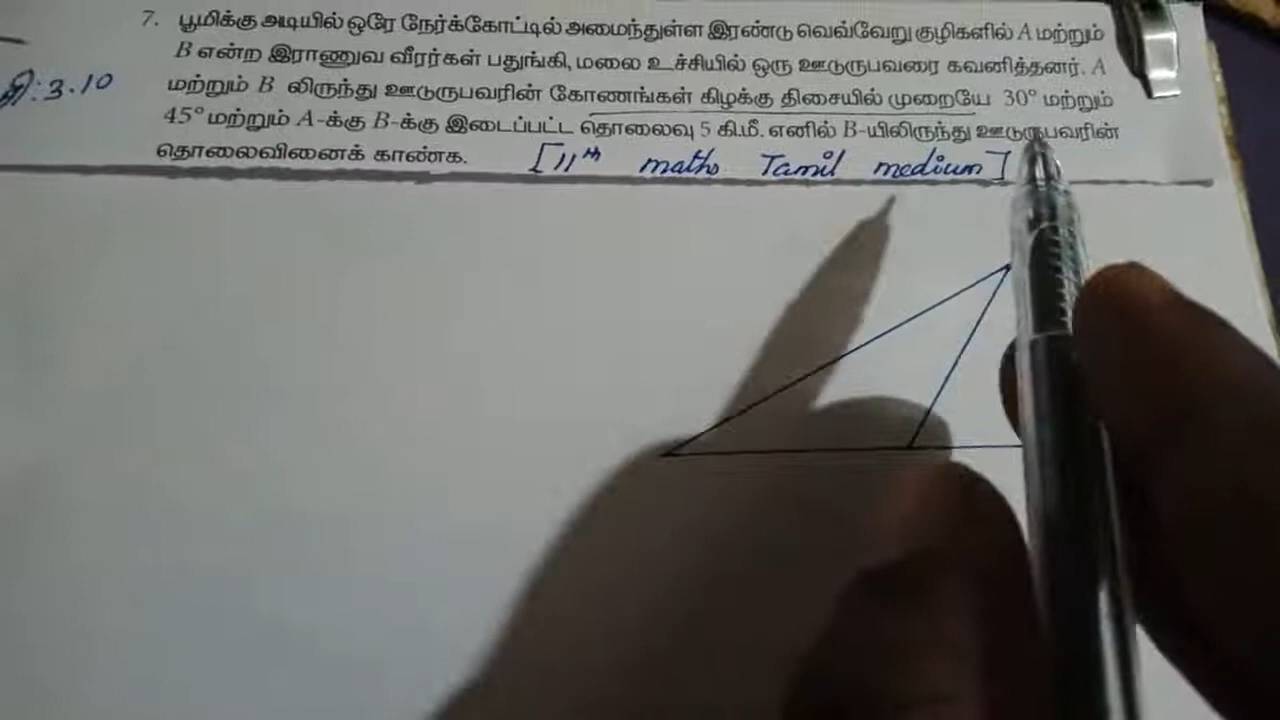 7. பூமிக்கு அடியில் ஒரே நேர்க்கோட்டில் அமைந்துள்ள இரண்டு வெவ்வேறு குழிகளில் A மற்றும்
B என்ற இராணுவ வீரர்கள் பதுங்கி, மலை உச்சியில் ஒரு ஊடுருபவரை கவனித்தனர். A
மற்றும் B லிருந்து ஊடுருபவரின் கோணங்கள் கிழக்கு திசையில் முறையே 30° மற்றும்
45° மற்றும் A-க்கு B-க்கு இடைப்பட்ட தொலைவு 5 கி.மீ. எனில் B-யிலிருந்து ஊடுருபவரின்
தொலைவினைக் காண்க.
[11th maths Tamil medium]
3.10